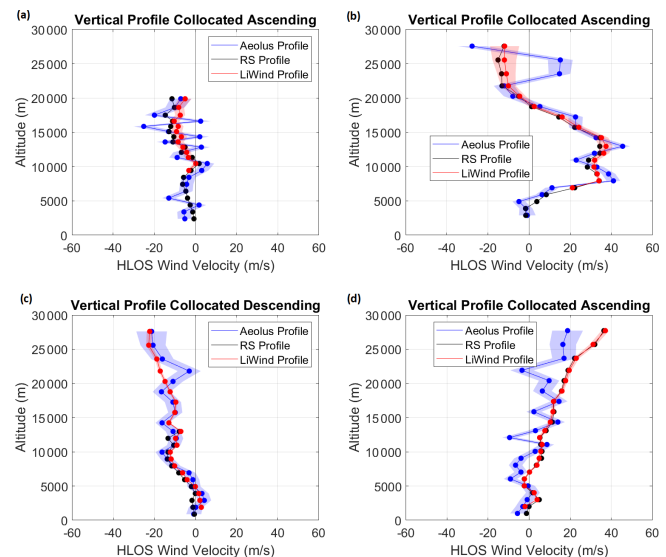 (a)
Vertical Profile Collocated Ascending
Altitude (m)
30000
25000
20000
15000
10000
5000
0
-60 -40 -20 0 20 40 60
HLOS Wind Velocity (m/s)
Aeolus Profile
RS Profile
LiWind Profile
(b)
Vertical Profile Collocated Ascending
Altitude (m)
30000
25000
20000
15000
10000
5000
0
-60 -40 -20 0 20 40 60
HLOS Wind Velocity (m/s)
Aeolus Profile
RS Profile
LiWind Profile
(c)
Vertical Profile Collocated Descending
Altitude (m)
30000
25000
20000
15000
10000
5000
0
-60 -40 -20 0 20 40 60
HLOS Wind Velocity (m/s)
Aeolus Profile
RS Profile
LiWind Profile
(d)
Vertical Profile Collocated Ascending
Altitude (m)
30000
25000
20000
15000
10000
5000
0
-60 -40 -20 0 20 40 60
HLOS Wind Velocity (m/s)
Aeolus Profile
RS Profile
LiWind Profile